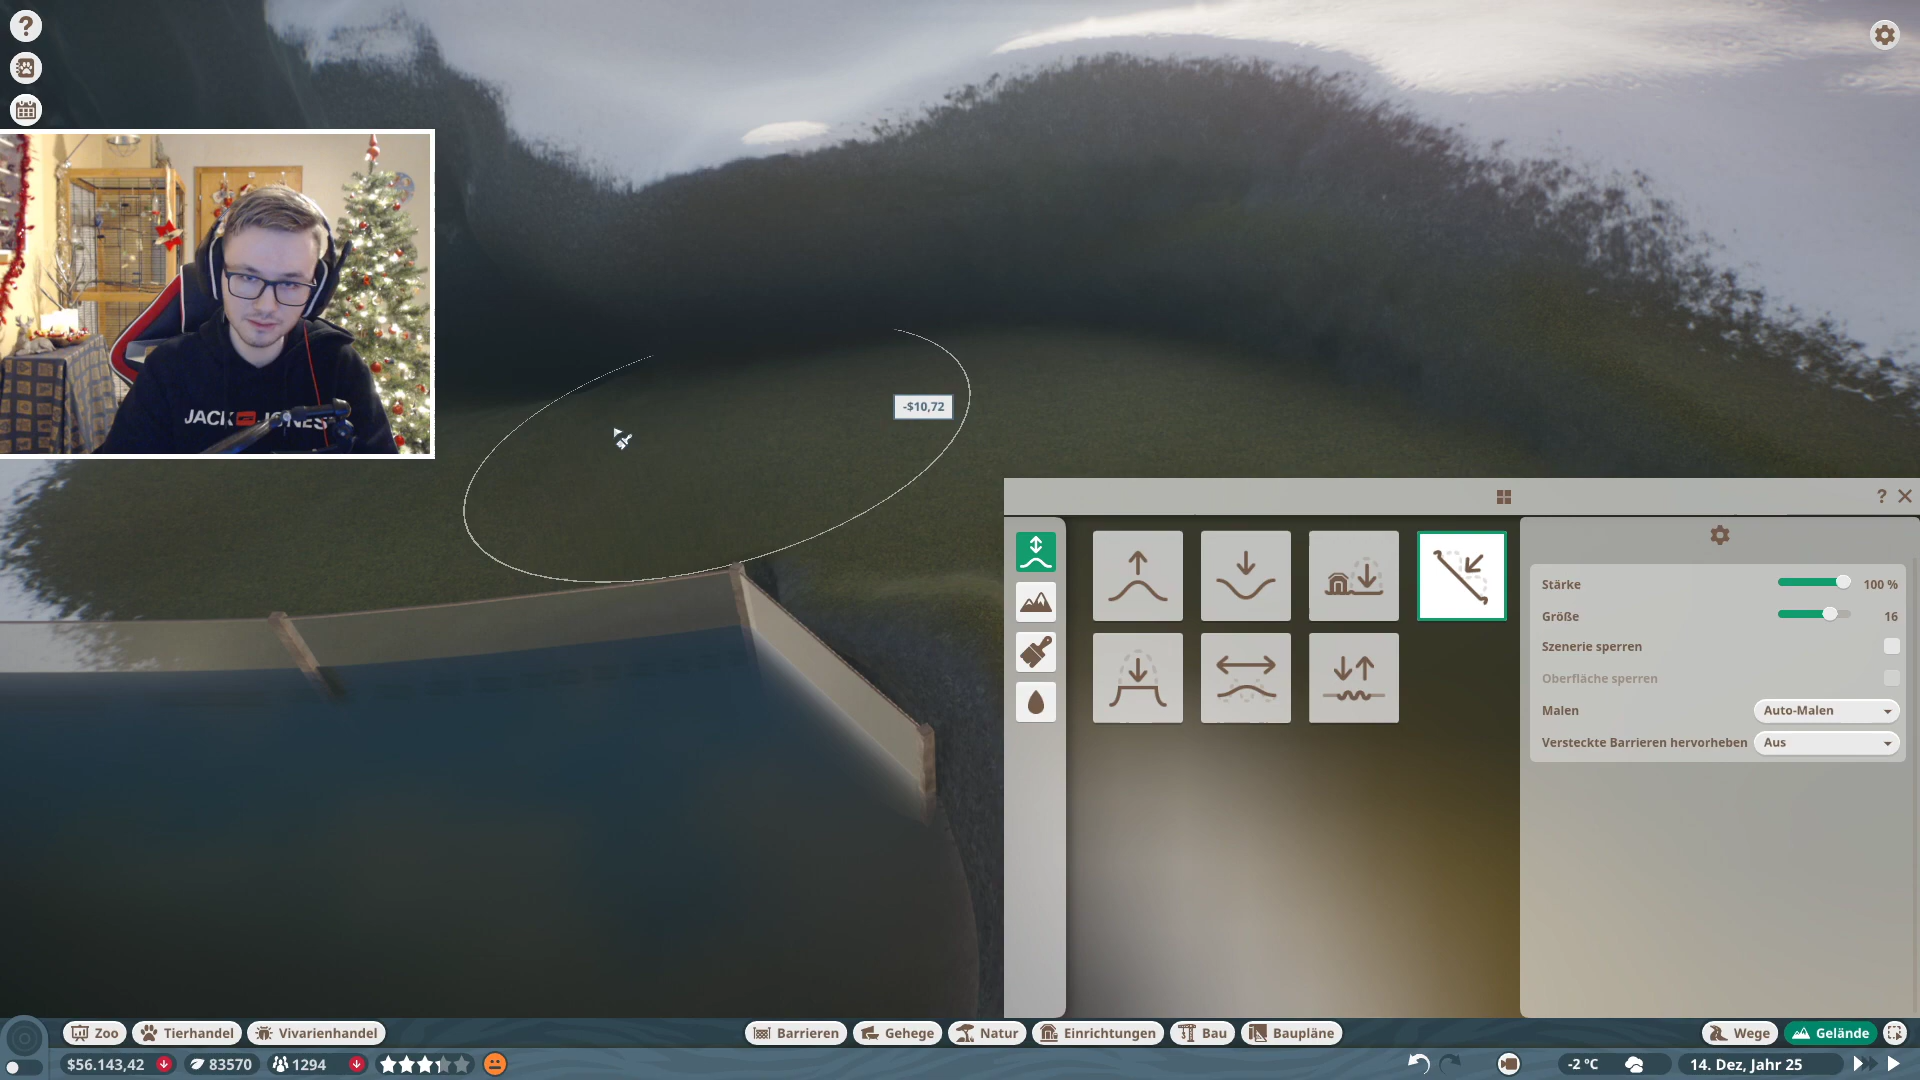 JACK JONES
-$10,72
Stärke
100 %
Größe
16
Szenerie sperren
Oberfläche sperren
Malen
Auto-Malen
Versteckte Barrieren hervorheben
Aus
Zoo
Tierhandel
Vivarienhandel
Barrieren
Gehege
Natur
Einrichtungen
Bau
Baupläne
Wege
Gelände
$56.143,42
83570
1294
-2 °C
14. Dez, Jahr 25